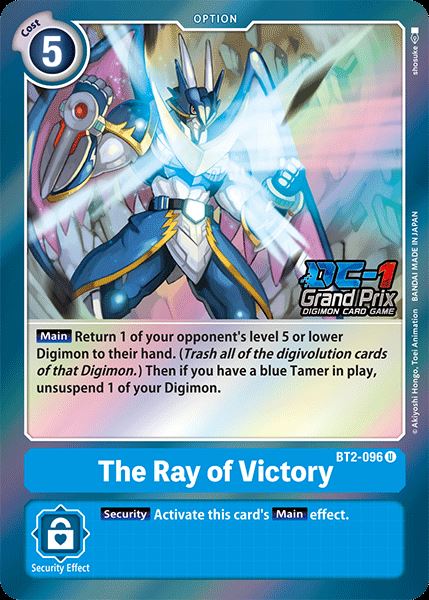 OPTION
Cost
5
shosuke
DC-1
Grand Prix
DIGIMON CARD GAME
©Akiyoshi Hongo, Toei Animation BANDAI MADE IN JAPAN
Main Return 1 of your opponent's level 5 or lower
Digimon to their hand. (Trash all of the digivolution cards
of that Digimon.) Then if you have a blue Tamer in play,
unsuspend 1 of your Digimon.
BT2-096 U
The Ray of Victory
Security Activate this card's Main effect.
Security Effect